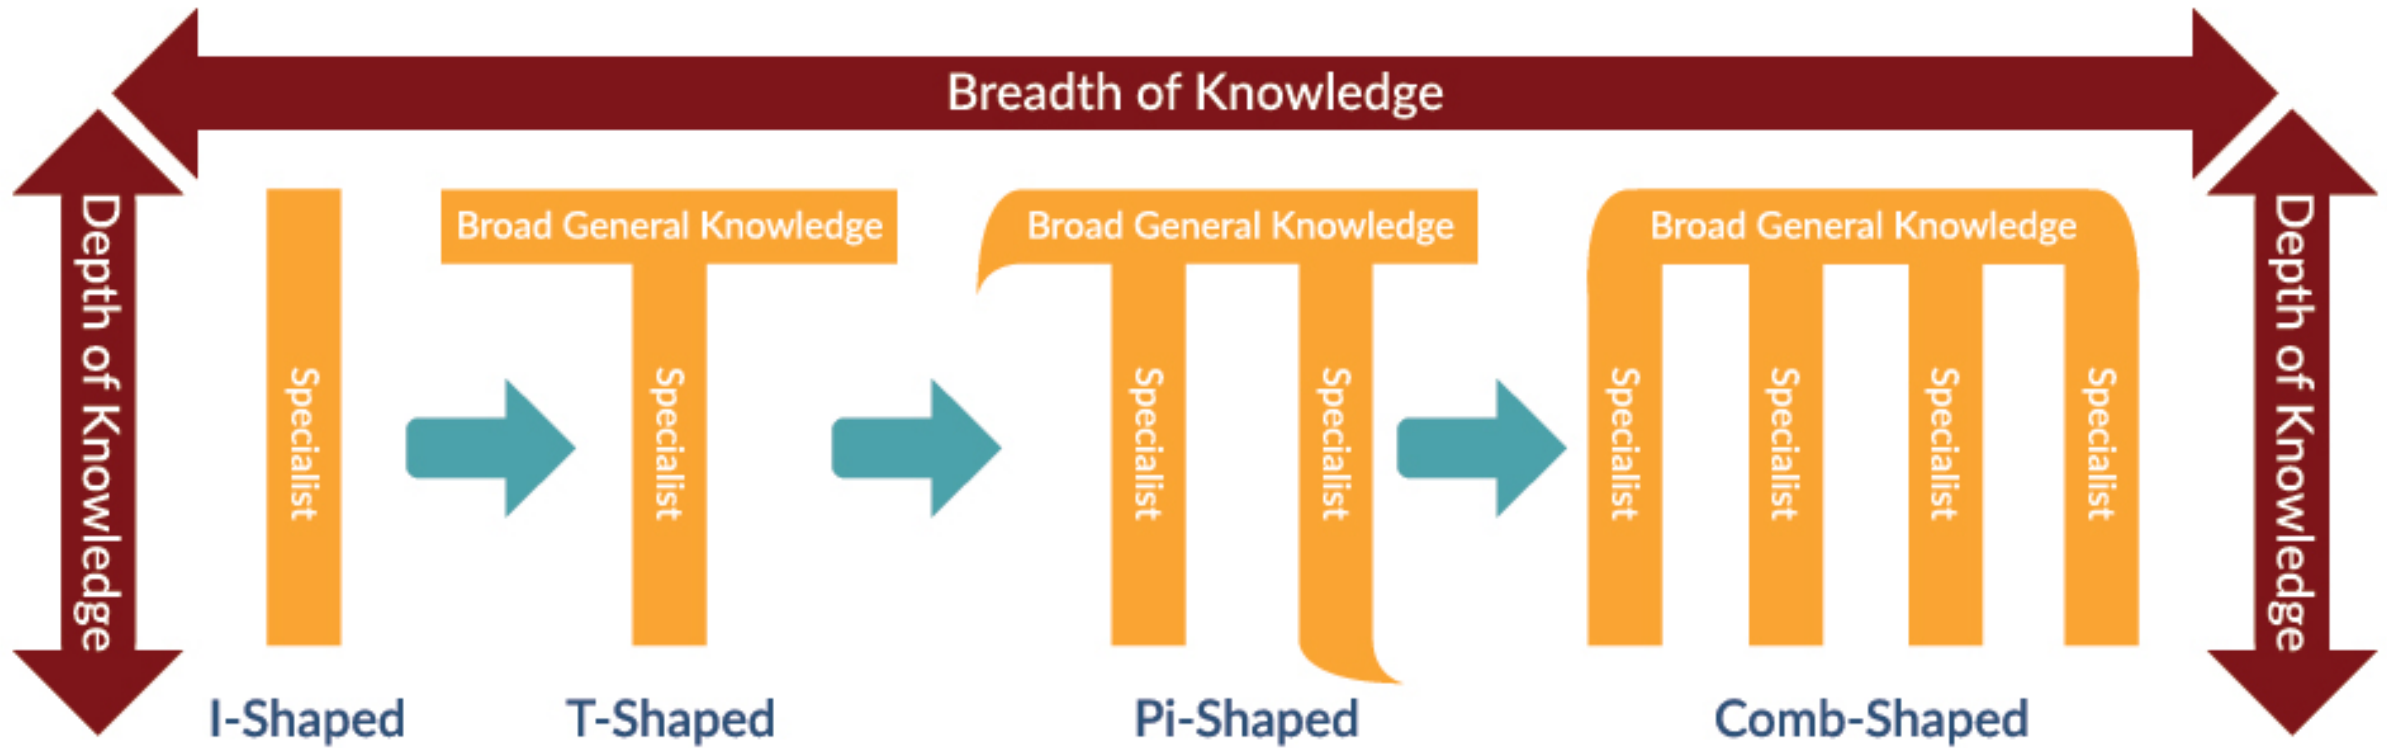 Breadth of Knowledge
Depth of Knowledge
Specialist
I-Shaped
Broad General Knowledge
Specialist
T-Shaped
Broad General Knowledge
Specialist
Specialist
Pi-Shaped
Broad General Knowledge
Specialist
Specialist
Specialist
Specialist
Comb-Shaped
Depth of Knowledge